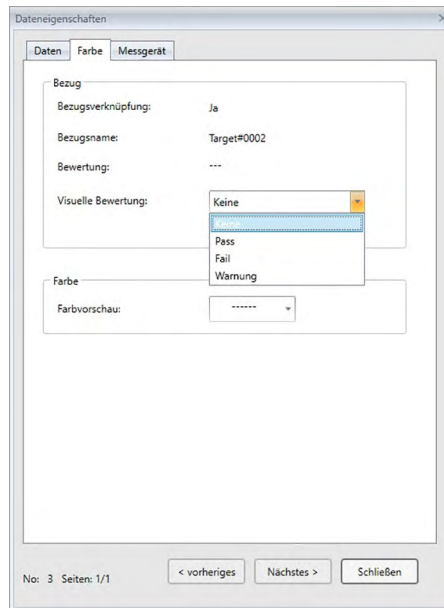 Dateneigenschaften
Daten Farbe Messgerät
Bezug
Bezugsverknüpfung: Ja
Bezugsname: Target#0002
Bewertung: ---
Visuelle Bewertung: Keine
Keine
Pass
Fail
Warnung
Farbe
Farbvorschau: ------
No: 3 Seiten: 1/1 < vorheriges Nächstes > Schließen